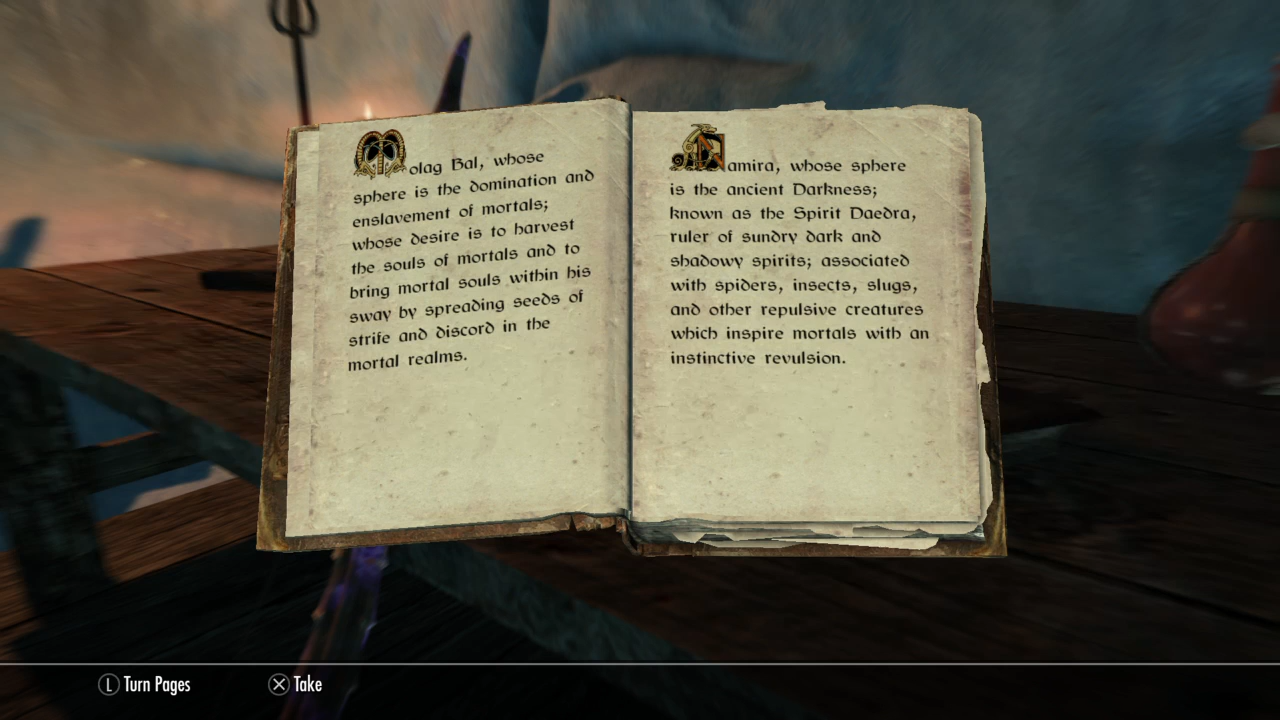 Molag Bal, whose
sphere is the domination and
enslavement of mortals;
whose desire is to harvest
the souls of mortals and to
bring mortal souls within his
sway by spreading seeds of
strife and discord in the
mortal realms.
Namira, whose sphere
is the ancient Darkness;
known as the Spirit Daedra,
ruler of sundry dark and
shadowy spirits; associated
with spiders, insects, slugs,
and other repulsive creatures
which inspire mortals with an
instinctive revulsion.
L Turn Pages
X Take